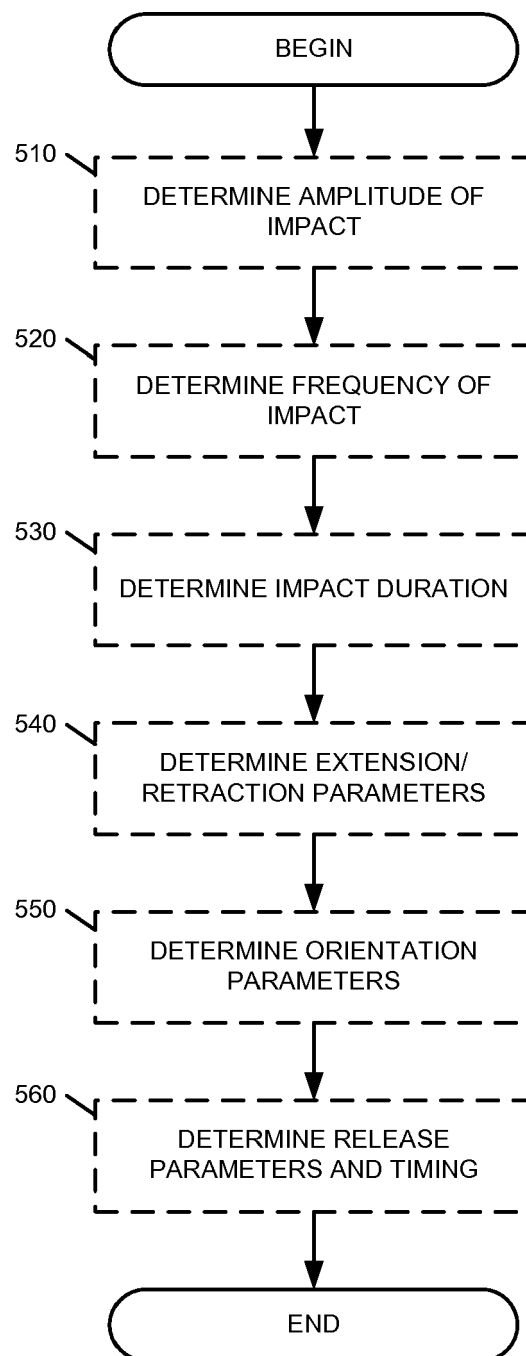 BEGIN
510
DETERMINE AMPLITUDE OF
IMPACT
520
DETERMINE FREQUENCY OF
IMPACT
530
DETERMINE IMPACT DURATION
540
DETERMINE EXTENSION/
RETRACTION PARAMETERS
550
DETERMINE ORIENTATION
PARAMETERS
560
DETERMINE RELEASE
PARAMETERS AND TIMING
END